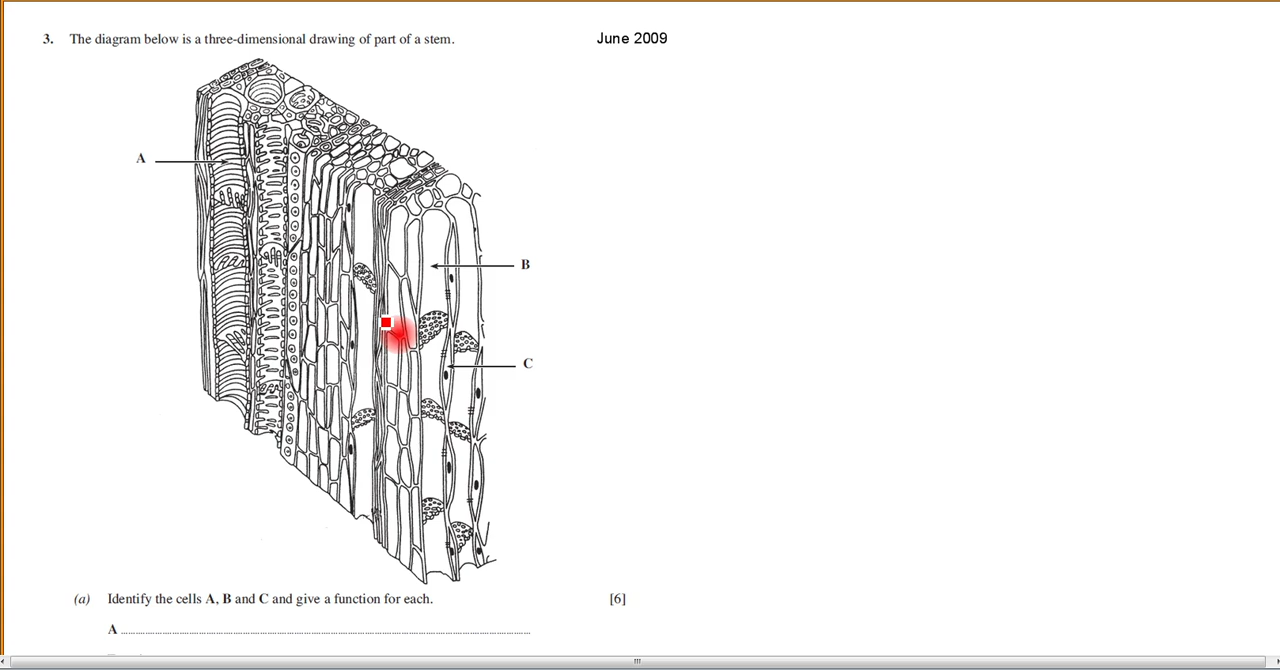 3. The diagram below is a three-dimensional drawing of part of a stem.
June 2009
A
B
C
(a) Identify the cells A, B and C and give a function for each. [6]
A